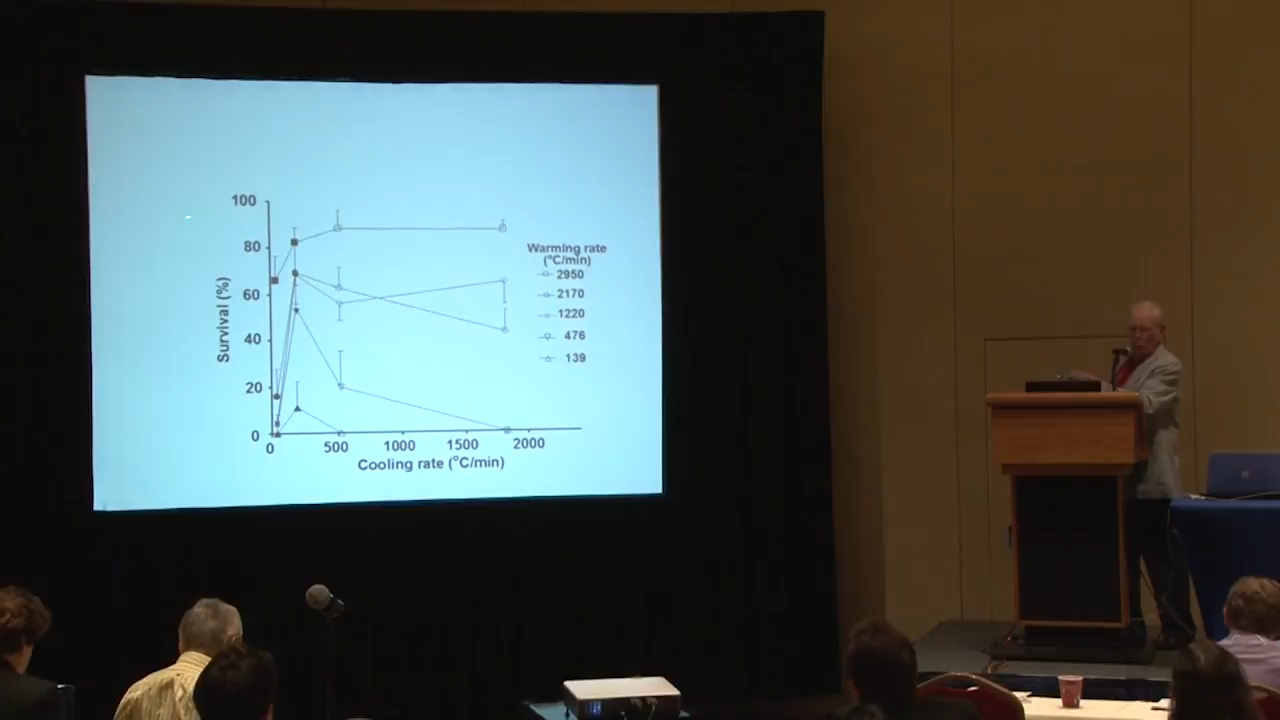 100
80
60
40
20
0
Survival (%)
0 500 1000 1500 2000
Cooling rate (°C/min)
Warming rate
(°C/min)
2950
2170
1220
476
139